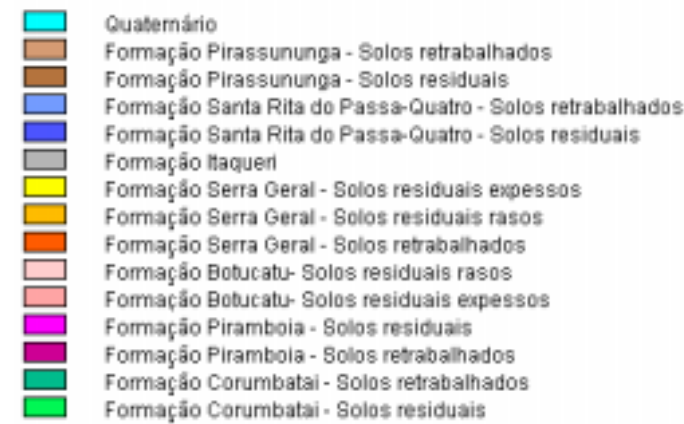 Quaternário
Formação Pirassununga - Solos retrabalhados
Formação Pirassununga - Solos residuais
Formação Santa Rita do Passa-Quatro - Solos retrabalhados
Formação Santa Rita do Passa-Quatro - Solos residuais
Formação Itaqueri
Formação Serra Geral - Solos residuais expessos
Formação Serra Geral - Solos residuais rasos
Formação Serra Geral - Solos retrabalhados
Formação Botucatu- Solos residuais rasos
Formação Botucatu- Solos residuais expessos
Formação Piramboia - Solos residuais
Formação Piramboia - Solos retrabalhados
Formação Corumbatai - Solos retrabalhados
Formação Corumbatai - Solos residuais